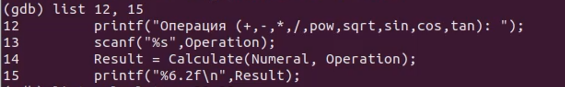 (gdb) list 12, 15
12 printf("Операция (+,-,*,/,pow,sqrt,sin,cos,tan): ");
13 scanf("%s",Operation);
14 Result = Calculate(Numeral, Operation);
15 printf("%6.2f\n",Result);